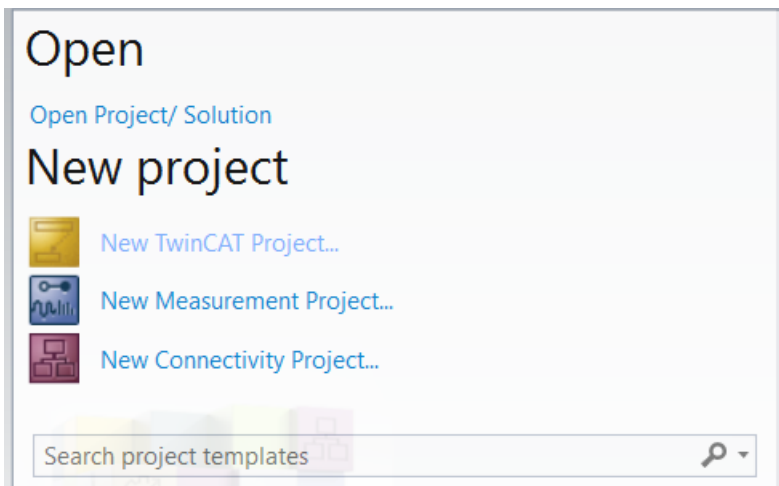 Open
Open Project/ Solution
New project
New TwinCAT Project...
New Measurement Project...
New Connectivity Project...
Search project templates